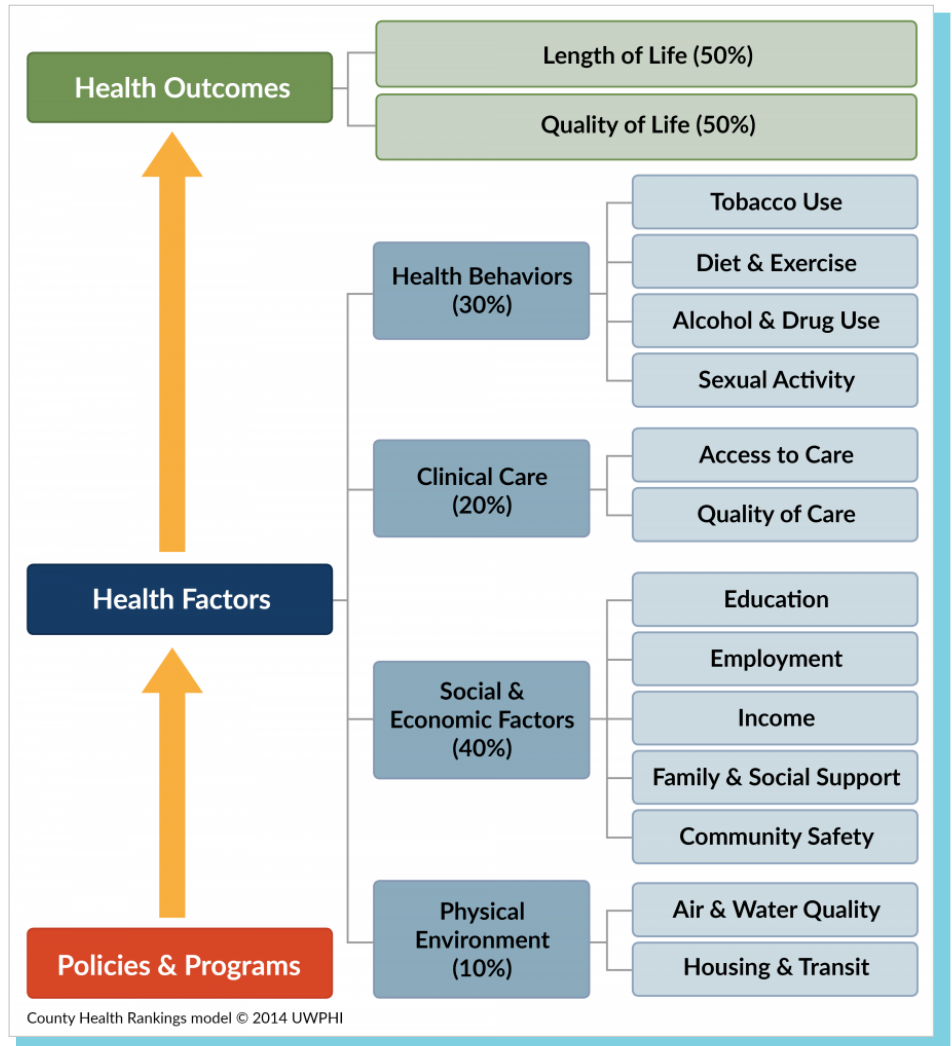 Health Outcomes
Length of Life (50%)
Quality of Life (50%)
Health Factors
Health Behaviors
(30%)
Tobacco Use
Diet & Exercise
Alcohol & Drug Use
Sexual Activity
Clinical Care
(20%)
Access to Care
Quality of Care
Social &
Economic Factors
(40%)
Education
Employment
Income
Family & Social Support
Community Safety
Physical
Environment
(10%)
Air & Water Quality
Housing & Transit
Policies & Programs
County Health Rankings model © 2014 UWPHI